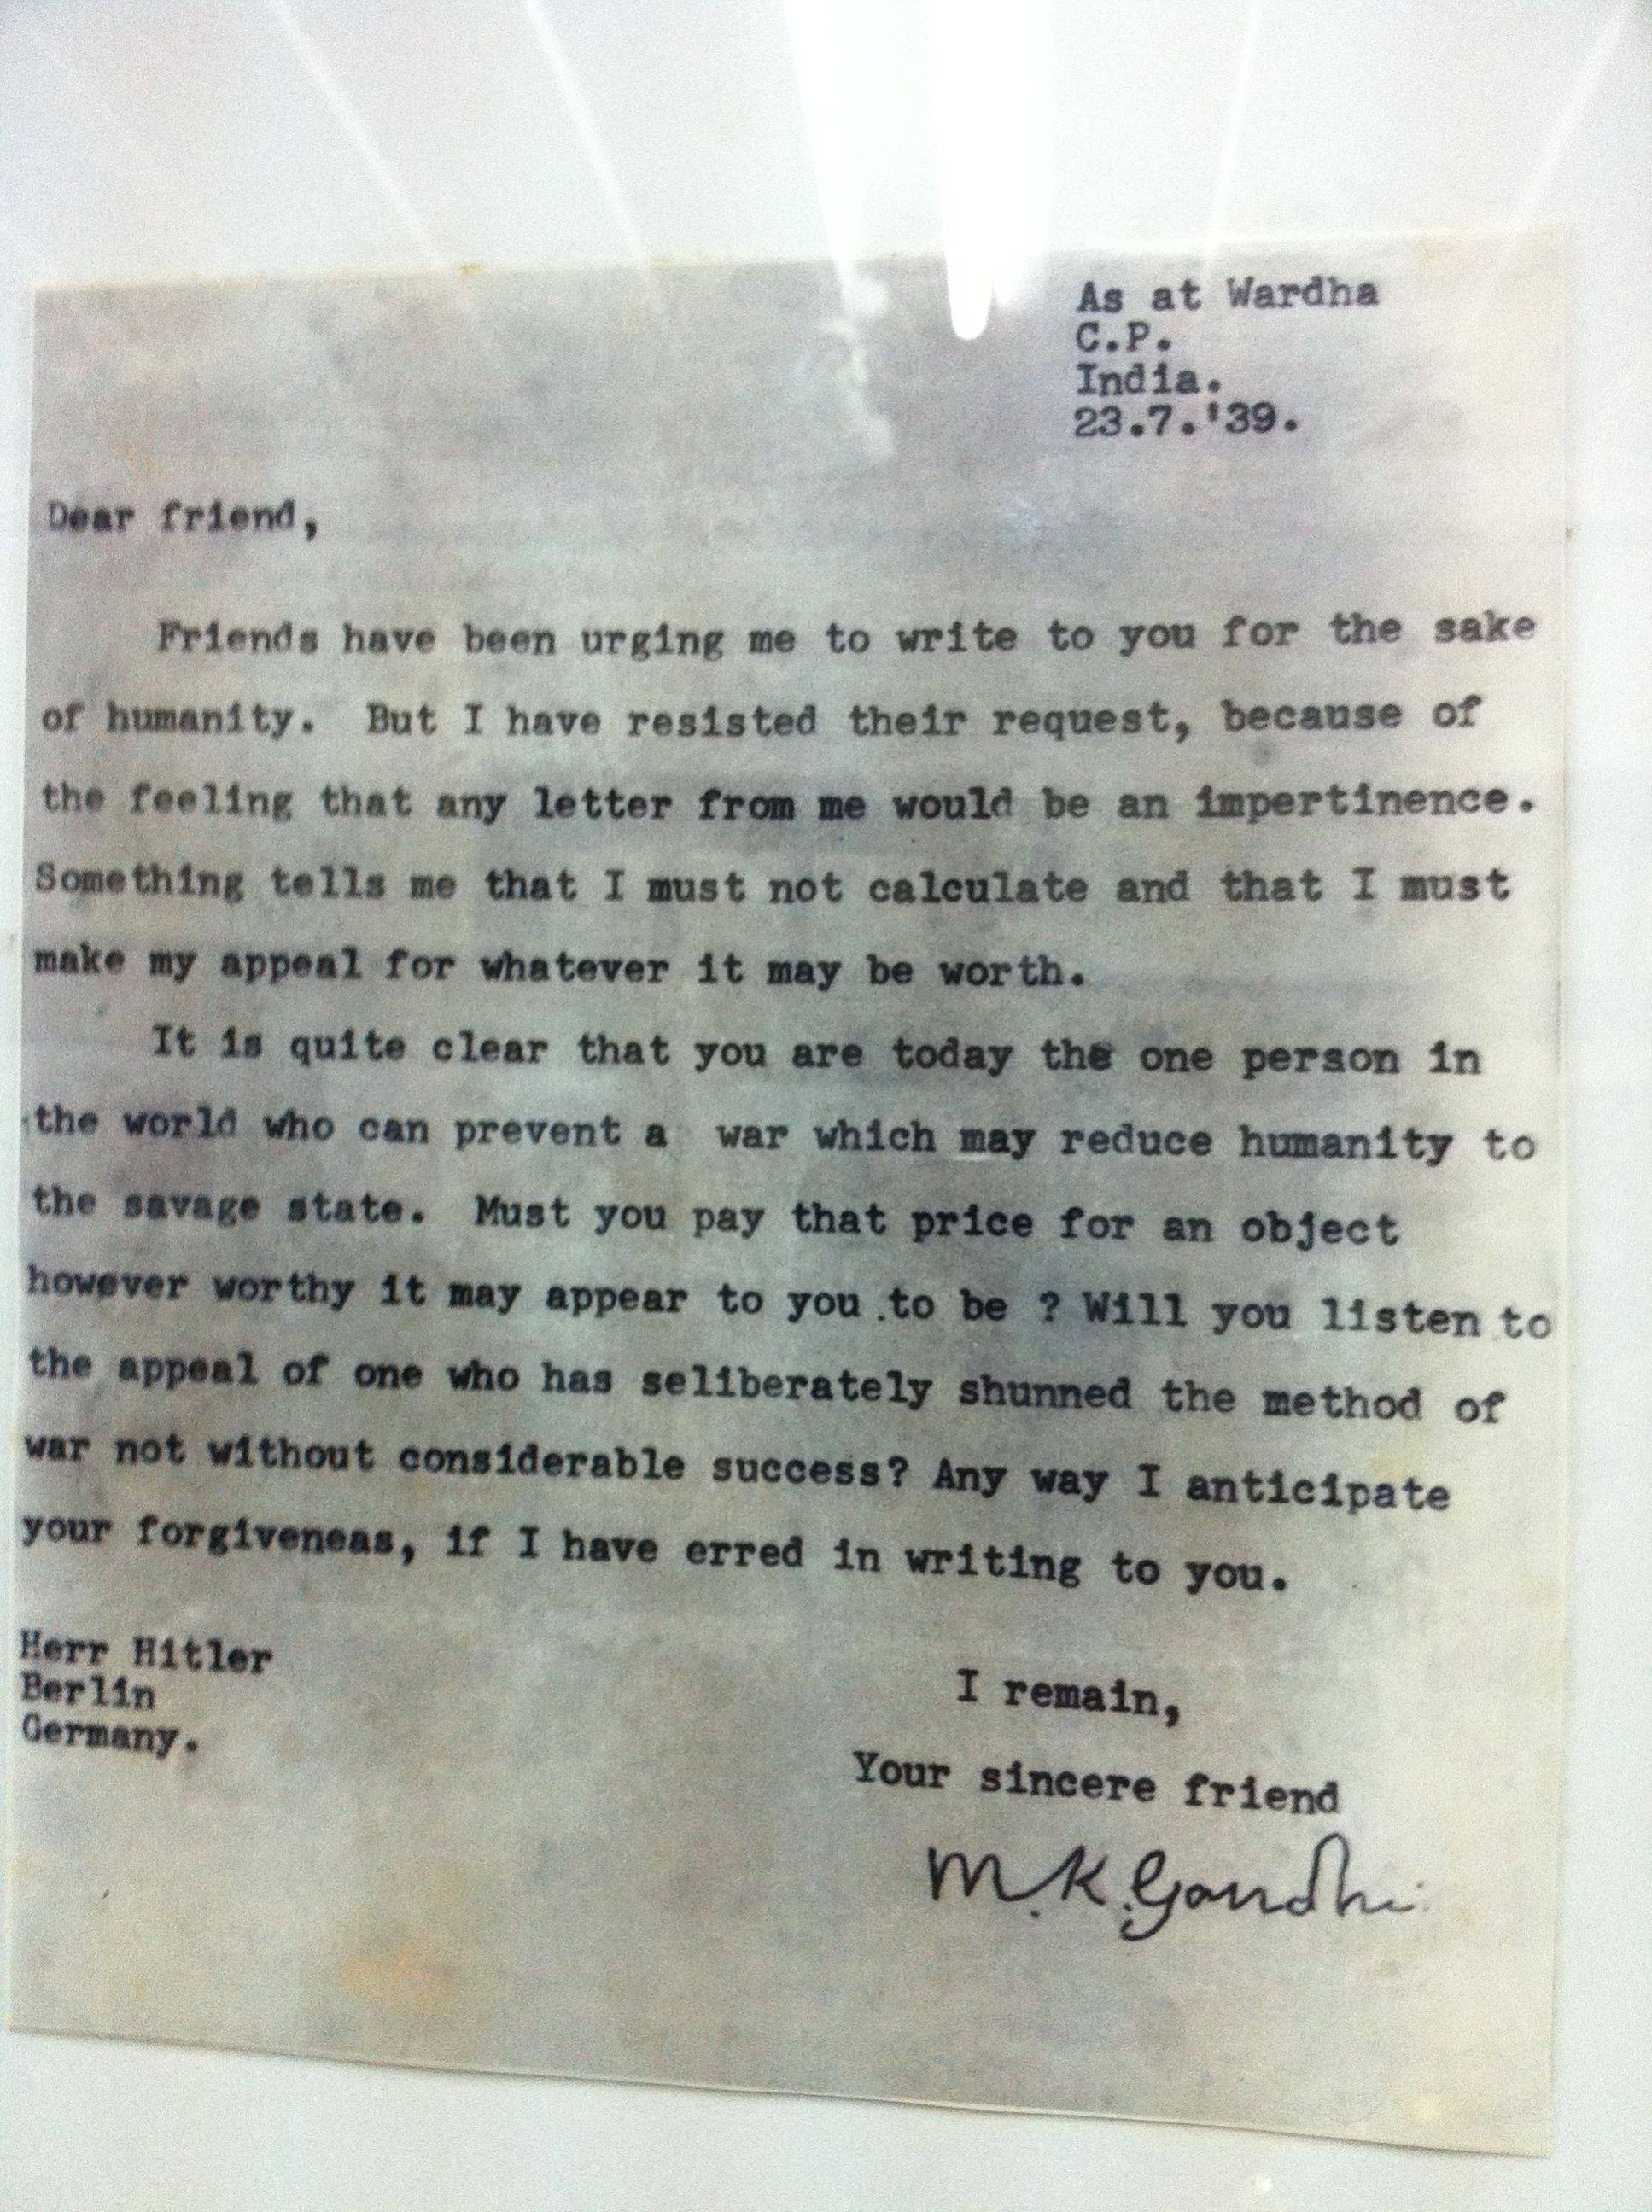 As at Wardha
C.P.
India.
23.7.'39.
Dear friend,
Friends have been urging me to write to you for the sake
of humanity. But I have resisted their request, because of
the feeling that any letter from me would be an impertinence.
Something tells me that I must not calculate and that I must
make my appeal for whatever it may be worth.
It is quite clear that you are today the one person in
the world who can prevent a war which may reduce humanity to
the savage state. Must you pay that price for an object
however worthy it may appear to you to be ? Will you listen to
the appeal of one who has seliberately shunned the method of
war not without considerable success? Any way I anticipate
your forgiveness, if I have erred in writing to you.
Herr Hitler
Berlin
Germany.
I remain,
Your sincere friend
M.K.Gandhi